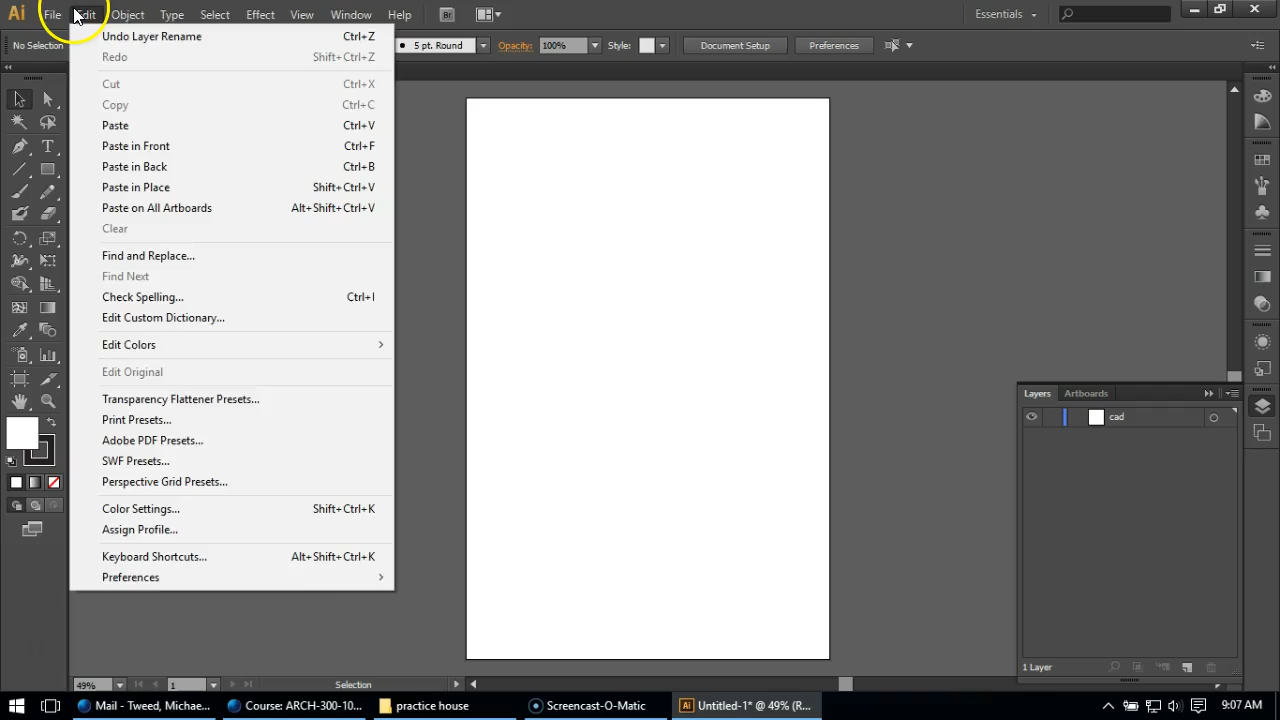 Ai File Edit Object Type Select Effect View Window Help Br Essentials
No Selection 5 pt. Round Opacity: 100% Style: Document Setup Preferences
Undo Layer Rename Ctrl+Z
Redo Shift+Ctrl+Z
Cut Ctrl+X
Copy Ctrl+C
Paste Ctrl+V
Paste in Front Ctrl+F
Paste in Back Ctrl+B
Paste in Place Shift+Ctrl+V
Paste on All Artboards Alt+Shift+Ctrl+V
Clear
Find and Replace...
Find Next
Check Spelling... Ctrl+I
Edit Custom Dictionary...
Edit Colors
Edit Original
Transparency Flattener Presets...
Print Presets...
Adobe PDF Presets...
SWF Presets...
Perspective Grid Presets...
Color Settings... Shift+Ctrl+K
Assign Profile...
Keyboard Shortcuts... Alt+Shift+Ctrl+K
Preferences
Layers Artboards
cad
1 Layer
49% 1 Selection
Mail - Tweed, Michae... Course: ARCH-300-10... practice house Screencast-O-Matic Ai Untitled-1* @ 49% (R... 9:07 AM